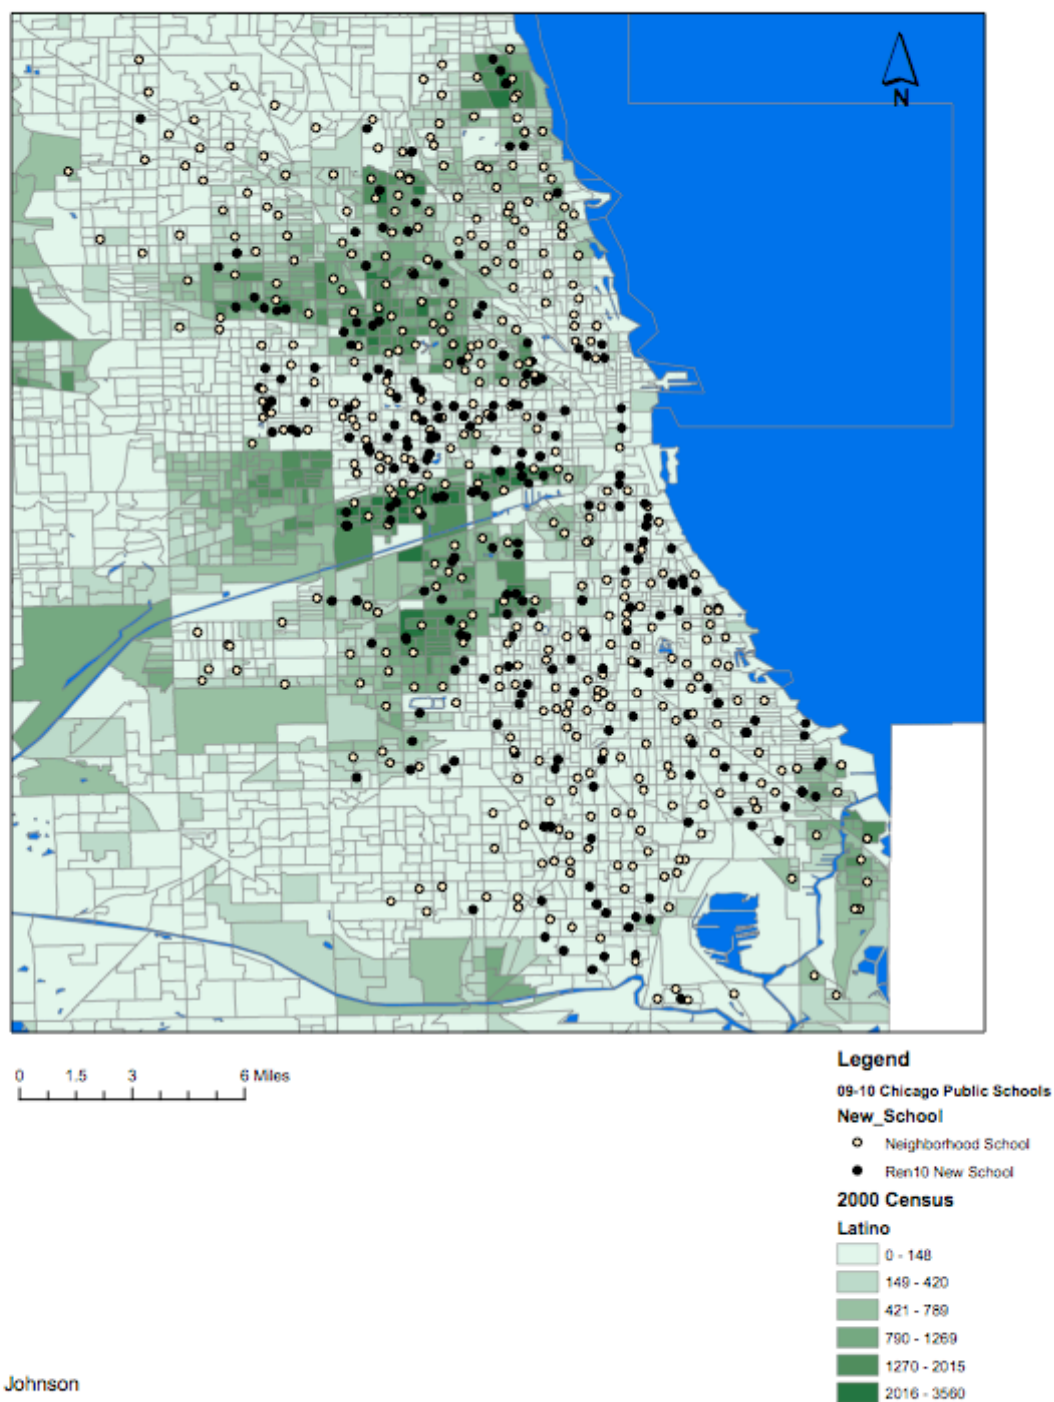 N
0 1.5 3 6 Miles
Legend
09-10 Chicago Public Schools
New_School
Neighborhood School
Ren10 New School
2000 Census
Latino
0 - 148
149 - 420
421 - 789
790 - 1269
1270 - 2015
2016 - 3560
Johnson